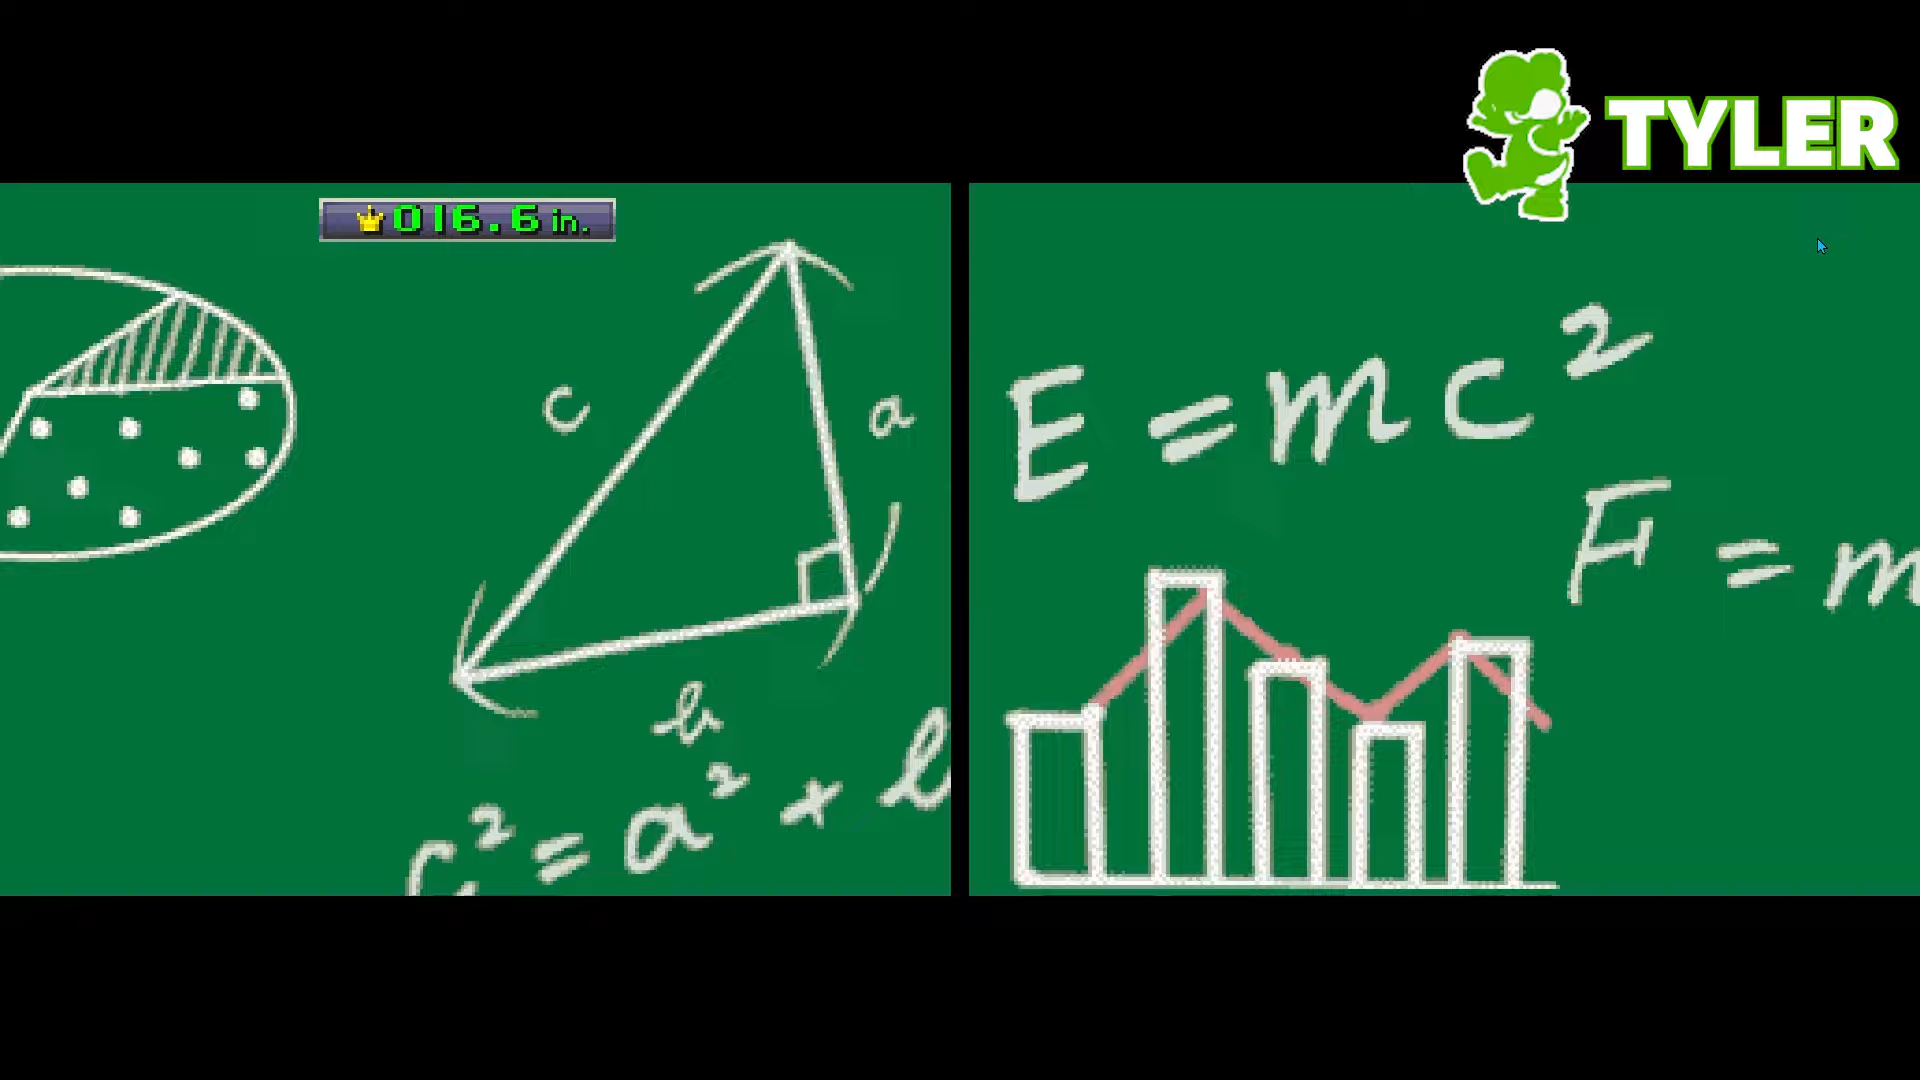 TYLER
016.6 in.
c
a
b
c² = a² + b
E = mc²
F = m